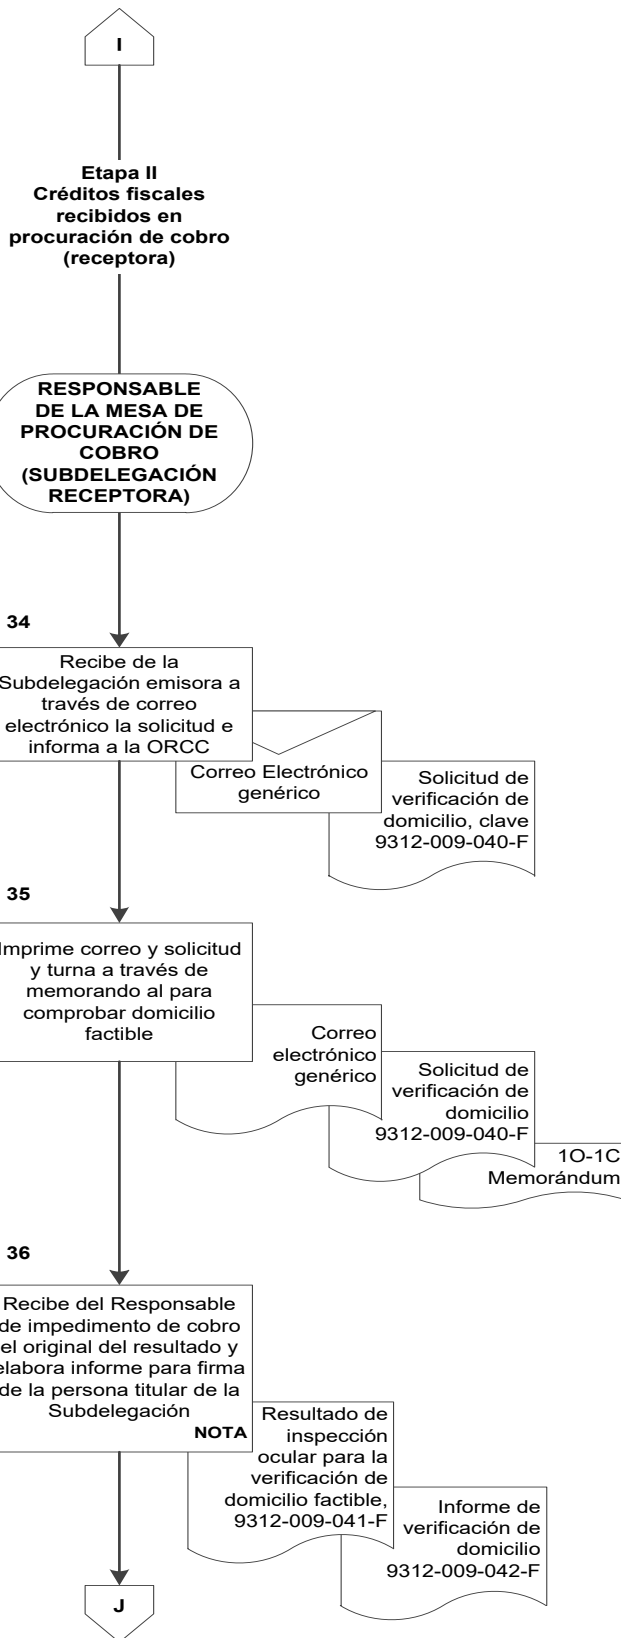 I
Etapa II
Créditos fiscales
recibidos en
procuración de cobro
(receptora)
RESPONSABLE
DE LA MESA DE
PROCURACIÓN DE
COBRO
(SUBDELEGACIÓN
RECEPTORA)
34
Recibe de la
Subdelegación emisora a
través de correo
electrónico la solicitud e
informa a la ORCC
Correo Electrónico
genérico
Solicitud de
verificación de
domicilio, clave
9312-009-040-F
35
Imprime correo y solicitud
y turna a través de
memorando al para
comprobar domicilio
factible
Correo
electrónico
genérico
Solicitud de
verificación de
domicilio
9312-009-040-F
1O-1C
Memorándum
36
Recibe del Responsable
de impedimento de cobro
el original del resultado y
elabora informe para firma
de la persona titular de la
Subdelegación
NOTA
Resultado de
inspección
ocular para la
verificación de
domicilio factible,
9312-009-041-F
Informe de
verificación de
domicilio
9312-009-042-F
J